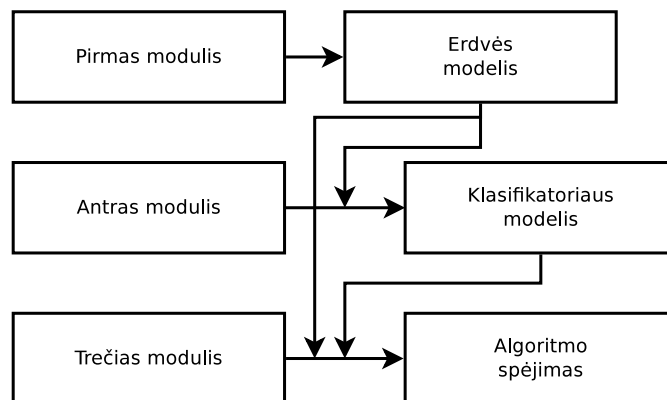 Pirmas modulis
Erdvės
modelis
Antras modulis
Klasifikatoriaus
modelis
Trečias modulis
Algoritmo
spėjimas